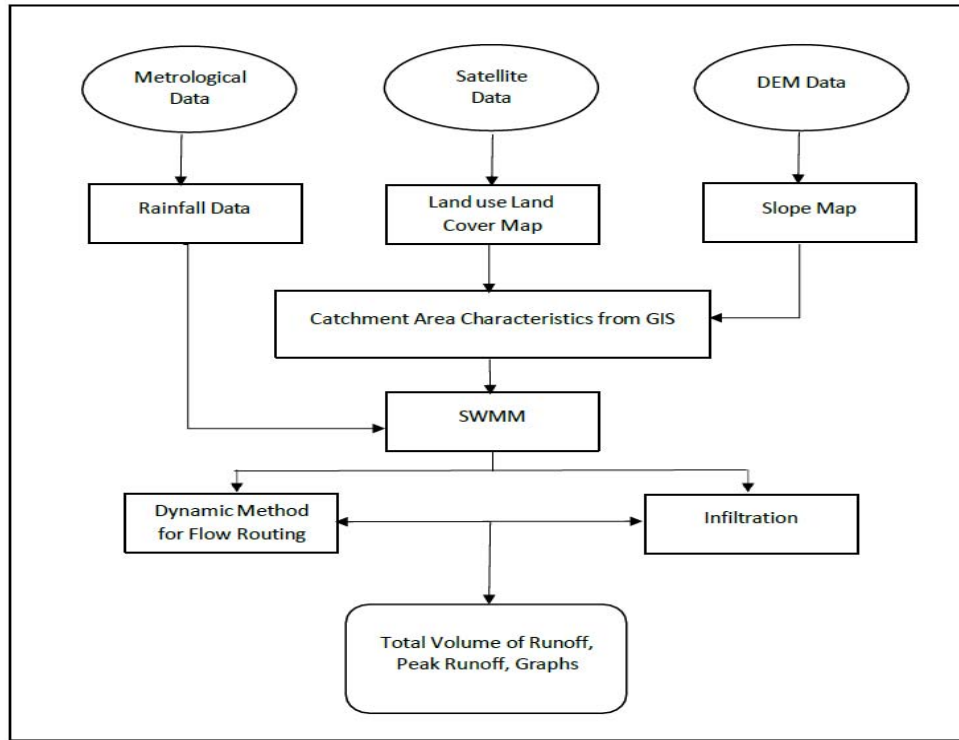 Metrological
Data
Satellite
Data
DEM Data
Rainfall Data
Land use Land
Cover Map
Slope Map
Catchment Area Characteristics from GIS
SWMM
Dynamic Method
for Flow Routing
Infiltration
Total Volume of Runoff,
Peak Runoff, Graphs